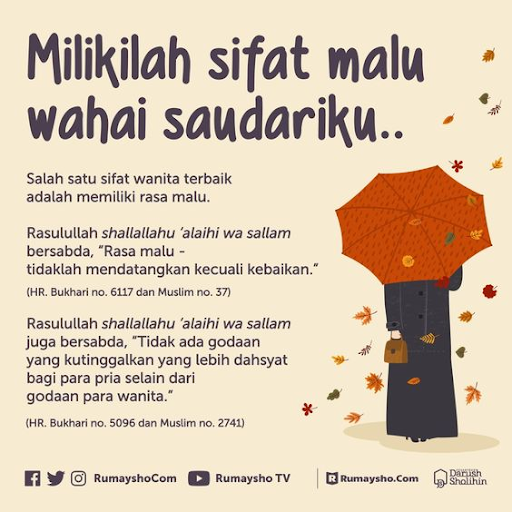 Milikilah sifat malu
wahai saudariku..
Salah satu sifat wanita terbaik
adalah memiliki rasa malu.
Rasulullah shallallahu ‘alaihi wa sallam
bersabda, “Rasa malu -
tidaklah mendatangkan kecuali kebaikan.“
(HR. Bukhari no. 6117 dan Muslim no. 37)
Rasulullah shallallahu ‘alaihi wa sallam
juga bersabda, “Tidak ada godaan
yang kutinggalkan yang lebih dahsyat
bagi para pria selain dari
godaan para wanita.“
(HR. Bukhari no. 5096 dan Muslim no. 2741)
RumayshoCom Rumaysho TV Rumaysho.Com Darush Sholihin